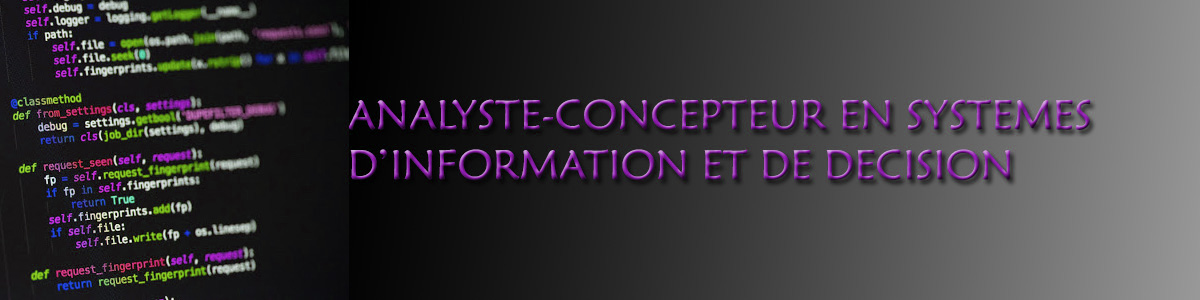 self.debug = debug
self.logger = logging.getLogger(__name__)
if path:
self.file = open(os.path.join(path, 'requests.seen'),
self.file.seek(0)
self.fingerprints.update(x.rstrip() for x in self.file
@classmethod
def from_settings(cls, settings):
debug = settings.getbool('DUPEFILTER_DEBUG')
return cls(job_dir(settings), debug)
def request_seen(self, request):
fp = self.request_fingerprint(request)
if fp in self.fingerprints:
return True
self.fingerprints.add(fp)
if self.file:
self.file.write(fp + os.linesep)
def request_fingerprint(self, request):
return request_fingerprint(request)
ANALYSTE-CONCEPTEUR EN SYSTEMES
D'INFORMATION ET DE DECISION